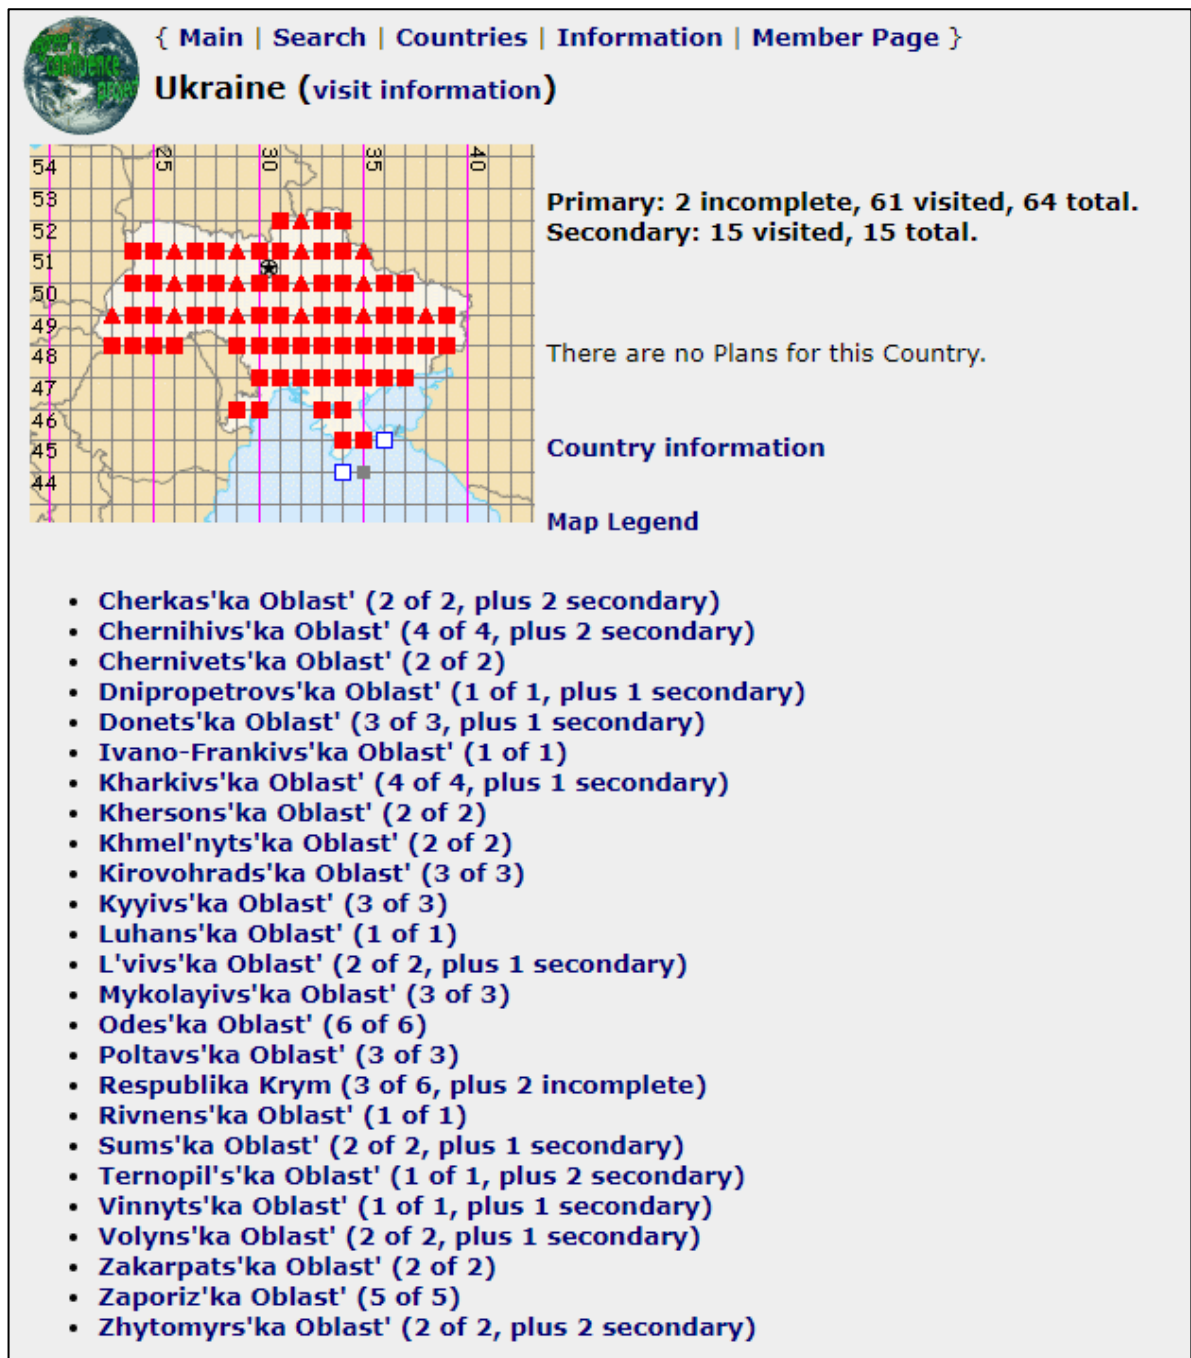 degree confluence project
{ Main | Search | Countries | Information | Member Page }
Ukraine (visit information)
25 30 35 40
54
53
52
51
50
49
48
47
46
45
44
Primary: 2 incomplete, 61 visited, 64 total.
Secondary: 15 visited, 15 total.
There are no Plans for this Country.
Country information
Map Legend
• Cherkas'ka Oblast' (2 of 2, plus 2 secondary)
• Chernihivs'ka Oblast' (4 of 4, plus 2 secondary)
• Chernivets'ka Oblast' (2 of 2)
• Dnipropetrovs'ka Oblast' (1 of 1, plus 1 secondary)
• Donets'ka Oblast' (3 of 3, plus 1 secondary)
• Ivano-Frankivs'ka Oblast' (1 of 1)
• Kharkivs'ka Oblast' (4 of 4, plus 1 secondary)
• Khersons'ka Oblast' (2 of 2)
• Khmel'nyts'ka Oblast' (2 of 2)
• Kirovohrads'ka Oblast' (3 of 3)
• Kyyivs'ka Oblast' (3 of 3)
• Luhans'ka Oblast' (1 of 1)
• L'vivs'ka Oblast' (2 of 2, plus 1 secondary)
• Mykolayivs'ka Oblast' (3 of 3)
• Odes'ka Oblast' (6 of 6)
• Poltavs'ka Oblast' (3 of 3)
• Respublika Krym (3 of 6, plus 2 incomplete)
• Rivnens'ka Oblast' (1 of 1)
• Sums'ka Oblast' (2 of 2, plus 1 secondary)
• Ternopil's'ka Oblast' (1 of 1, plus 2 secondary)
• Vinnyts'ka Oblast' (1 of 1, plus 1 secondary)
• Volyns'ka Oblast' (2 of 2, plus 1 secondary)
• Zakarpats'ka Oblast' (2 of 2)
• Zaporiz'ka Oblast' (5 of 5)
• Zhytomyrs'ka Oblast' (2 of 2, plus 2 secondary)